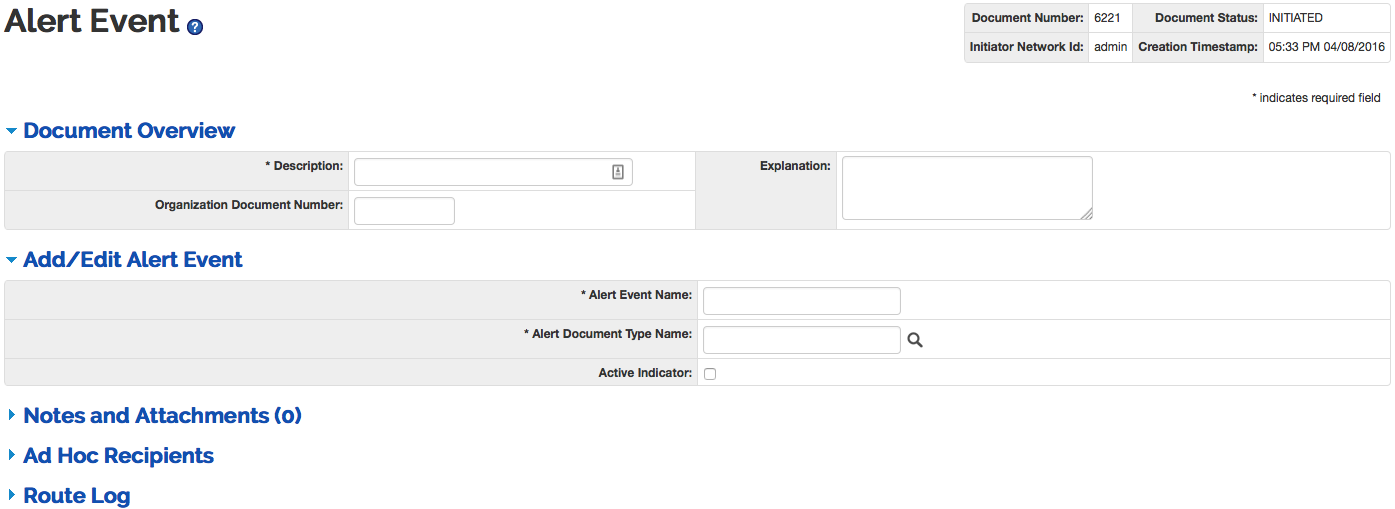 Alert Event ?
Document Number: 6221 Document Status: INITIATED
Initiator Network Id: admin Creation Timestamp: 05:33 PM 04/08/2016
* indicates required field
Document Overview
* Description: Explanation:
Organization Document Number:
Add/Edit Alert Event
* Alert Event Name:
* Alert Document Type Name:
Active Indicator:
Notes and Attachments (0)
Ad Hoc Recipients
Route Log